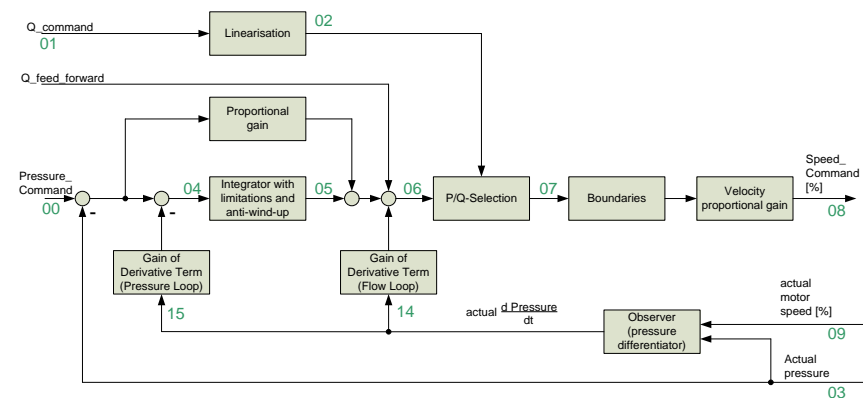 Q_command
01
Linearisation
02
Q_feed_forward
Proportional
gain
Pressure_
Command
00
-
-
04
Integrator with
limitations and
anti-wind-up
05
06
P/Q-Selection
07
Boundaries
Velocity
proportional gain
Speed_
Command
[%]
08
Gain of
Derivative Term
(Pressure Loop)
15
Gain of
Derivative Term
(Flow Loop)
14
actual d Pressure
dt
Observer
(pressure
differentiator)
actual
motor
speed [%]
09
Actual
pressure
03